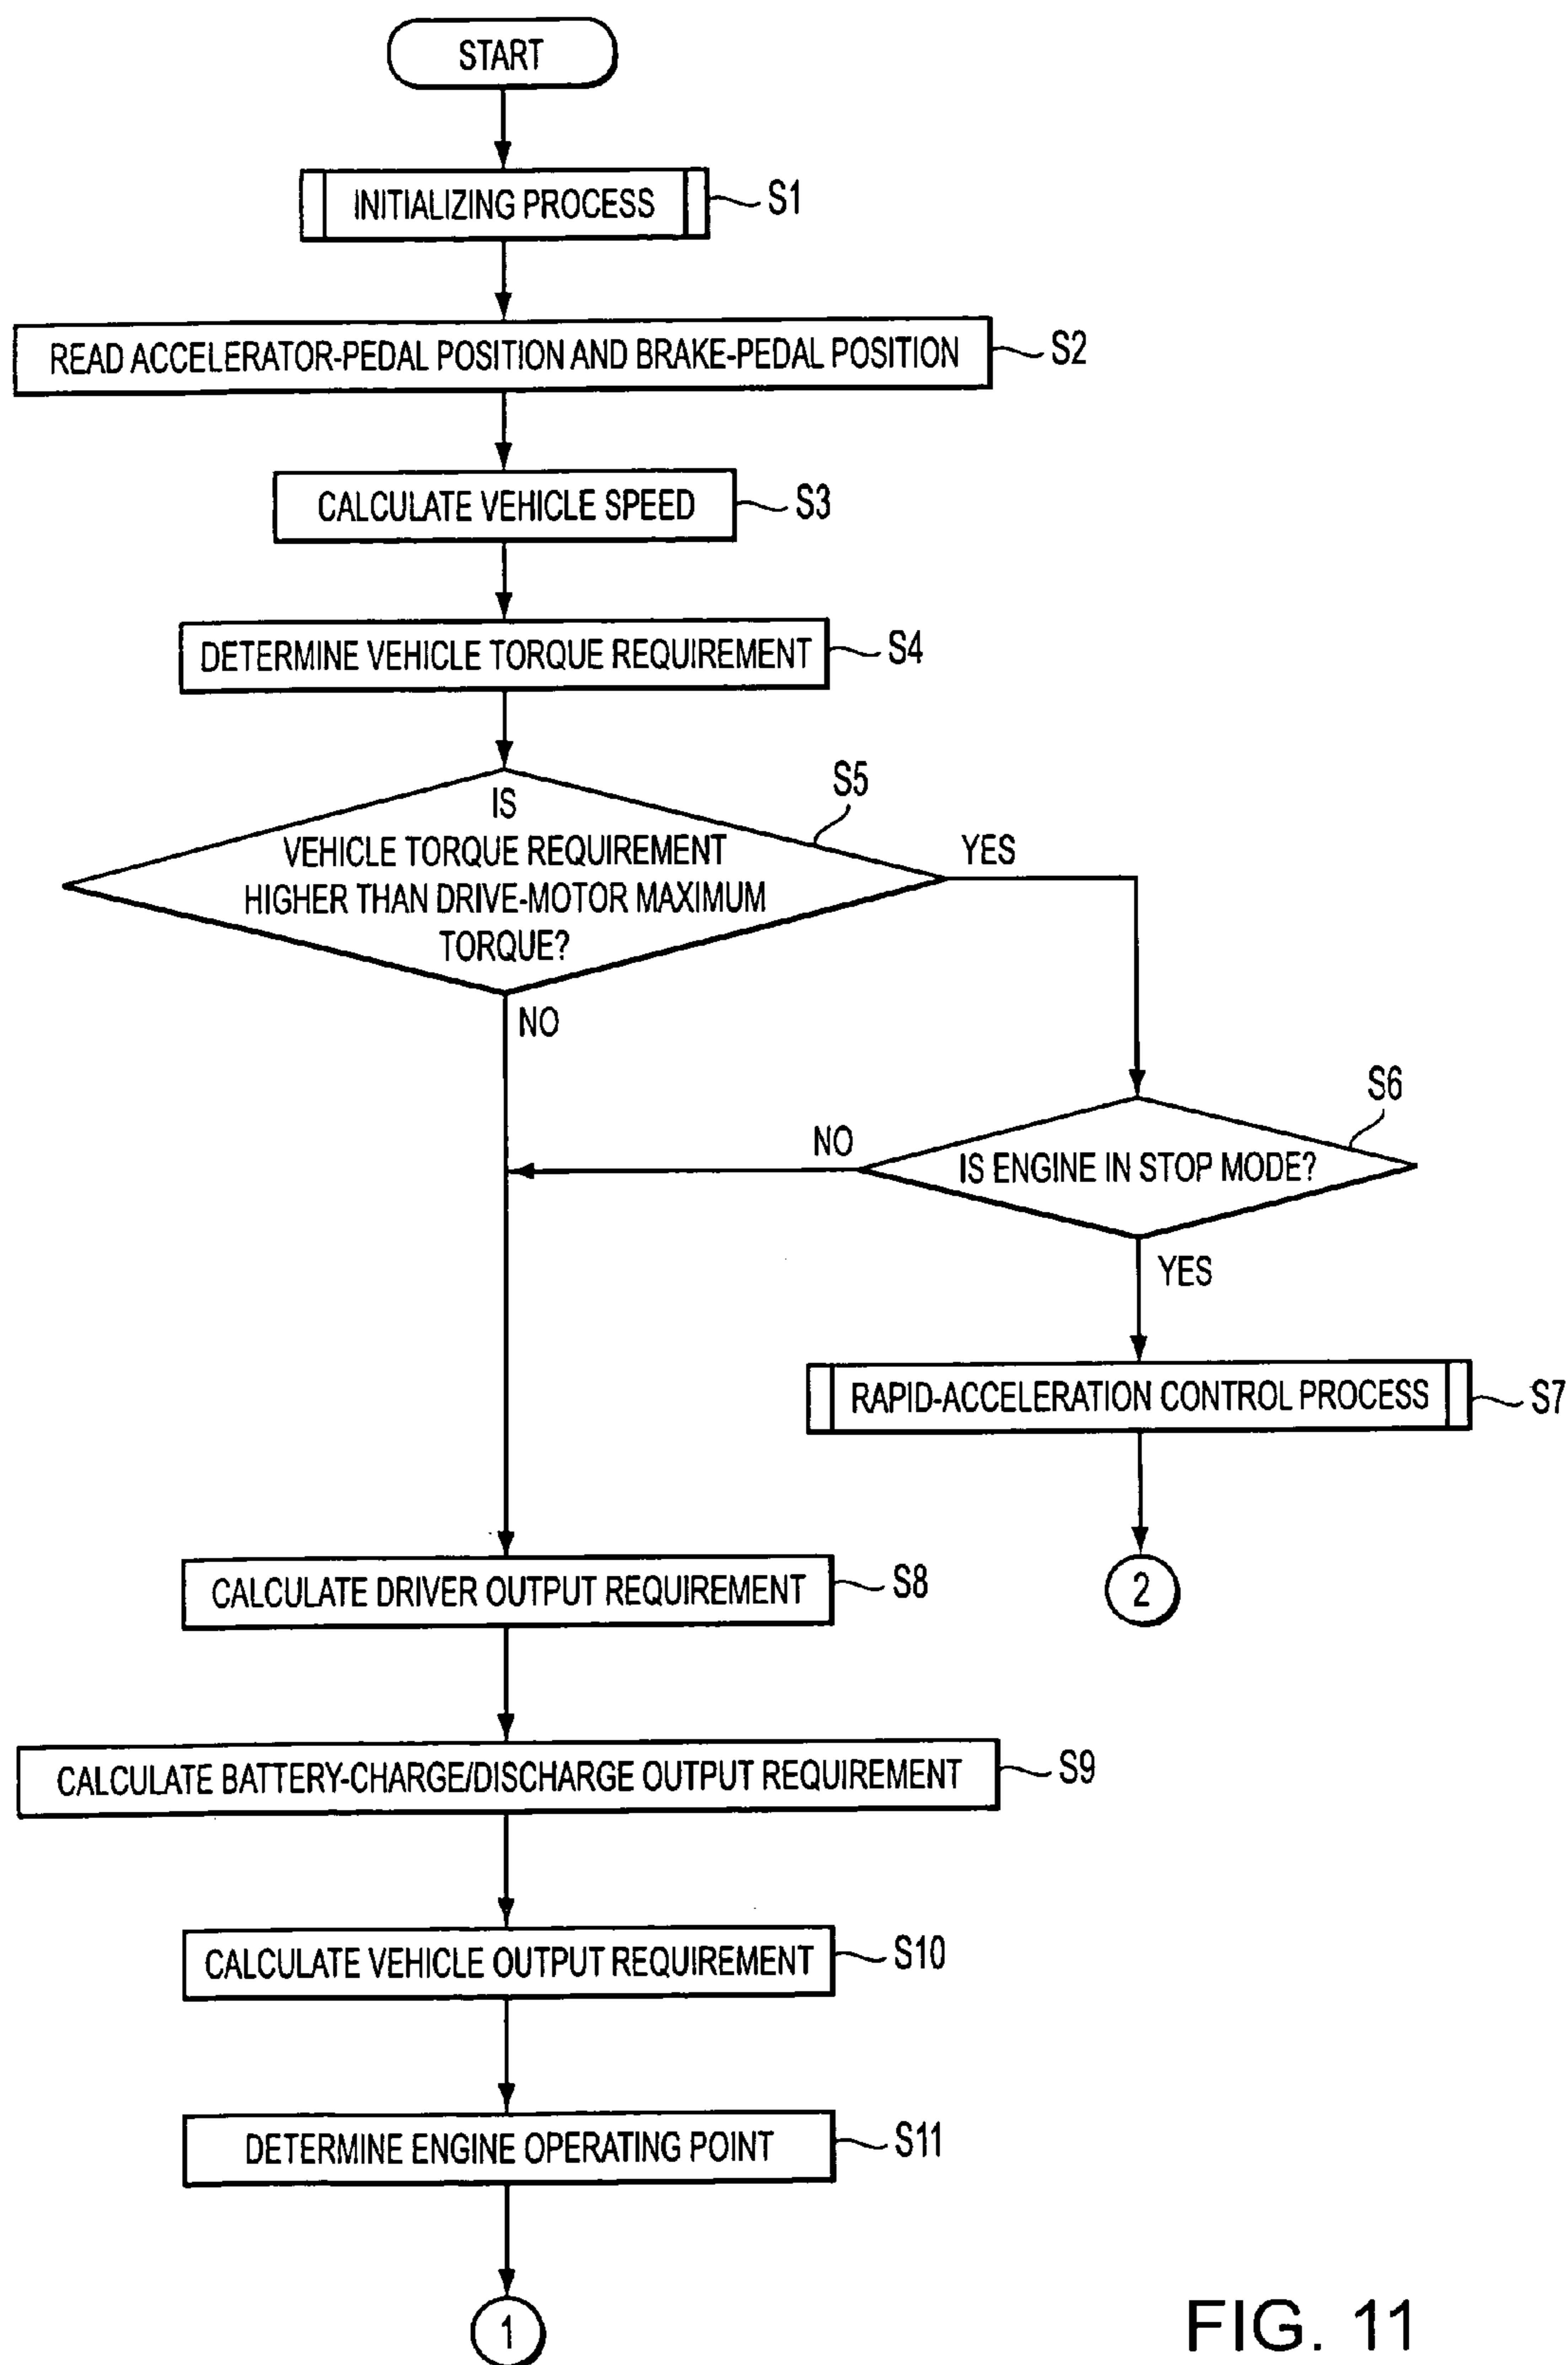 START
INITIALIZING PROCESS
S1
READ ACCELERATOR-PEDAL POSITION AND BRAKE-PEDAL POSITION
S2
CALCULATE VEHICLE SPEED
S3
DETERMINE VEHICLE TORQUE REQUIREMENT
S4
IS
VEHICLE TORQUE REQUIREMENT
HIGHER THAN DRIVE-MOTOR MAXIMUM
TORQUE?
S5
YES
NO
IS ENGINE IN STOP MODE?
S6
NO
YES
RAPID-ACCELERATION CONTROL PROCESS
S7
2
CALCULATE DRIVER OUTPUT REQUIREMENT
S8
CALCULATE BATTERY-CHARGE/DISCHARGE OUTPUT REQUIREMENT
S9
CALCULATE VEHICLE OUTPUT REQUIREMENT
S10
DETERMINE ENGINE OPERATING POINT
S11
1
FIG. 11